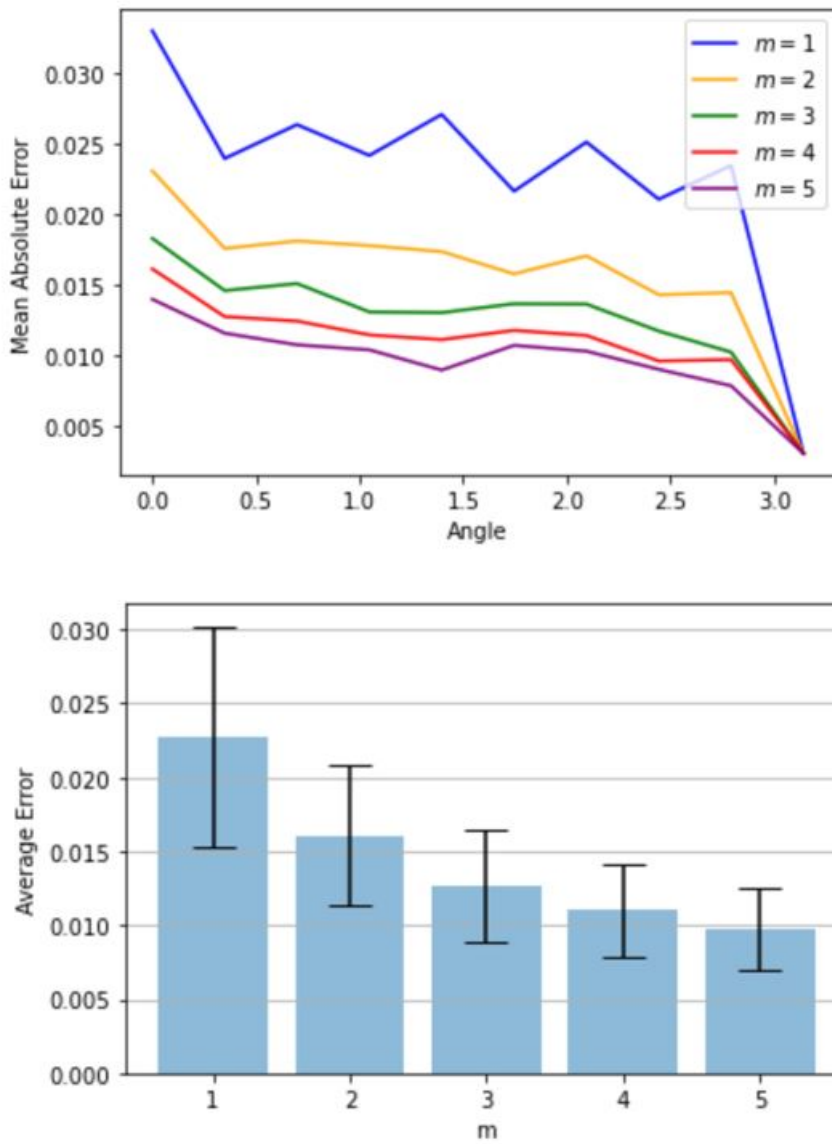 m = 1
m = 2
m = 3
m = 4
m = 5
0.030
0.025
0.020
0.015
0.010
0.005
Mean Absolute Error
0.0 0.5 1.0 1.5 2.0 2.5 3.0
Angle
0.030
0.025
0.020
0.015
0.010
0.005
0.000
Average Error
1 2 3 4 5
m